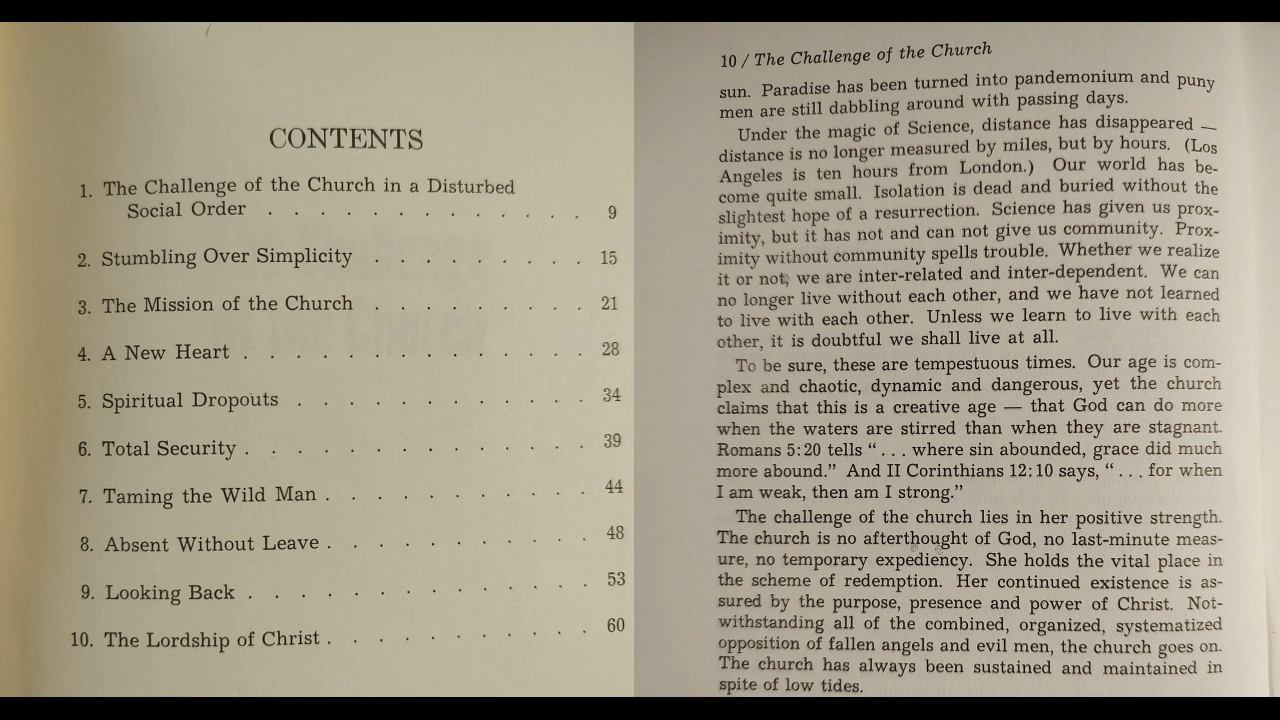 CONTENTS
1. The Challenge of the Church in a Disturbed
Social Order . . . . . . . . . . . . . 9
2. Stumbling Over Simplicity . . . . . . . . . 15
3. The Mission of the Church . . . . . . . . . 21
4. A New Heart . . . . . . . . . . . . . . 28
5. Spiritual Dropouts . . . . . . . . . . . . 34
6. Total Security . . . . . . . . . . . . . . 39
7. Taming the Wild Man . . . . . . . . . . . 44
8. Absent Without Leave . . . . . . . . . . . 48
9. Looking Back . . . . . . . . . . . . . . 53
10. The Lordship of Christ . . . . . . . . . . . 60
10 / The Challenge of the Church
sun. Paradise has been turned into pandemonium and puny
men are still dabbling around with passing days.
Under the magic of Science, distance has disappeared —
distance is no longer measured by miles, but by hours. (Los
Angeles is ten hours from London.) Our world has be-
come quite small. Isolation is dead and buried without the
slightest hope of a resurrection. Science has given us prox-
imity, but it has not and can not give us community. Prox-
imity without community spells trouble. Whether we realize
it or not, we are inter-related and inter-dependent. We can
no longer live without each other, and we have not learned
to live with each other. Unless we learn to live with each
other, it is doubtful we shall live at all.
To be sure, these are tempestuous times. Our age is com-
plex and chaotic, dynamic and dangerous, yet the church
claims that this is a creative age — that God can do more
when the waters are stirred than when they are stagnant.
Romans 5:20 tells “. . . where sin abounded, grace did much
more abound.” And II Corinthians 12:10 says, “. . . for when
I am weak, then am I strong.”
The challenge of the church lies in her positive strength.
The church is no afterthought of God, no last-minute meas-
ure, no temporary expediency. She holds the vital place in
the scheme of redemption. Her continued existence is as-
sured by the purpose, presence and power of Christ. Not-
withstanding all of the combined, organized, systematized
opposition of fallen angels and evil men, the church goes on.
The church has always been sustained and maintained in
spite of low tides.